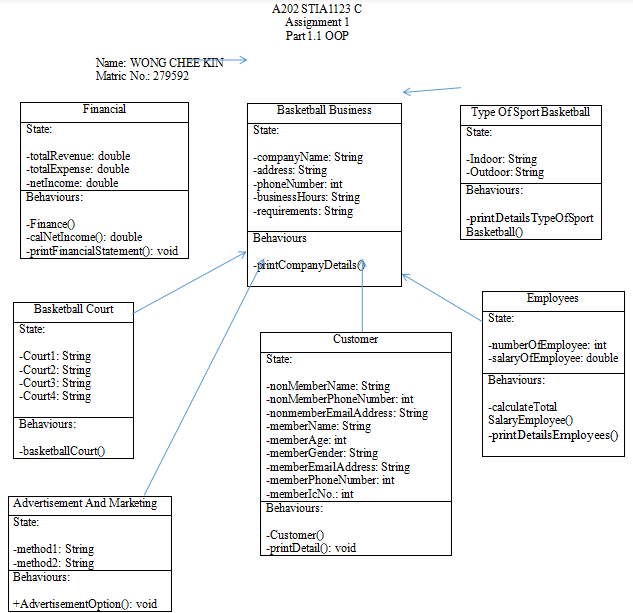 A202 STIA1123 C
Assignment 1
Part 1.1 OOP
Name: WONG CHEE KIN
Matric No.: 279592
Financial
State:
-totalRevenue: double
-totalExpense: double
-netIncome: double
Behaviours:
-Finance()
-calNetIncome(): double
-printFinancialStatement(): void
Basketball Business
State:
-companyName: String
-address: String
-phoneNumber: int
-businessHours: String
-requirements: String
Behaviours
-printCompanyDetails()
Type Of Sport Basketball
State:
-Indoor: String
-Outdoor: String
Behaviours:
-printDetailsTypeOfSport
Basketball()
Basketball Court
State:
-Court1: String
-Court2: String
-Court3: String
-Court4: String
Behaviours:
-basketballCourt()
Customer
State:
-nonMemberName: String
-nonMemberPhoneNumber: int
-nonmemberEmailAddress: String
-memberName: String
-memberAge: int
-memberGender: String
-memberEmailAddress: String
-memberPhoneNumber: int
-memberIcNo.: int
Behaviours:
-Customer()
-printDetail(): void
Employees
State:
-numberOfEmployee: int
-salaryOfEmployee: double
Behaviours:
-calculateTotal
SalaryEmployee()
-printDetailsEmployees()
Advertisement And Marketing
State:
-method1: String
-method2: String
Behaviours:
+AdvertisementOption(): void